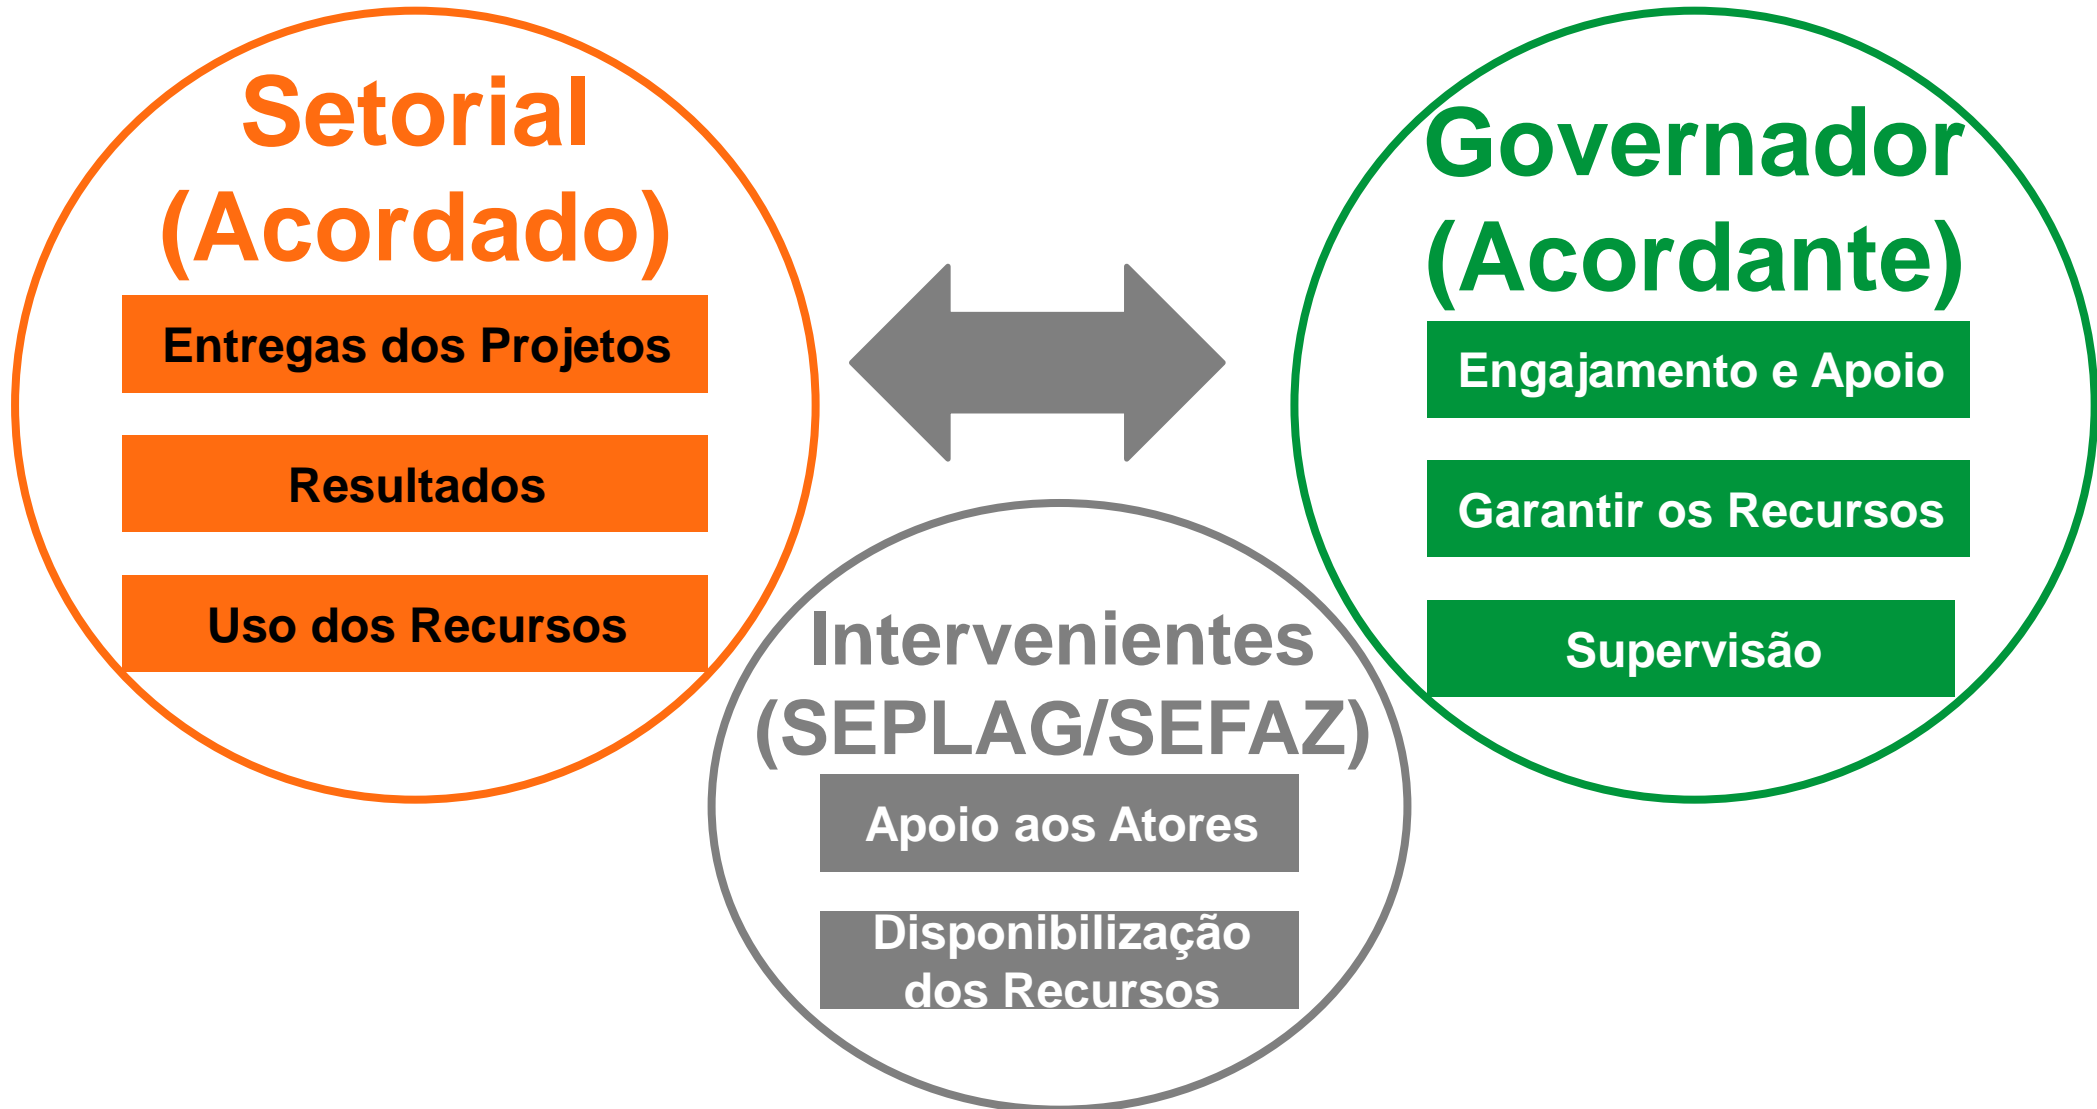 Setorial
(Acordado)
Entregas dos Projetos
Resultados
Uso dos Recursos
Governador
(Acordante)
Engajamento e Apoio
Garantir os Recursos
Supervisão
Intervenientes
(SEPLAG/SEFAZ)
Apoio aos Atores
Disponibilização
dos Recursos